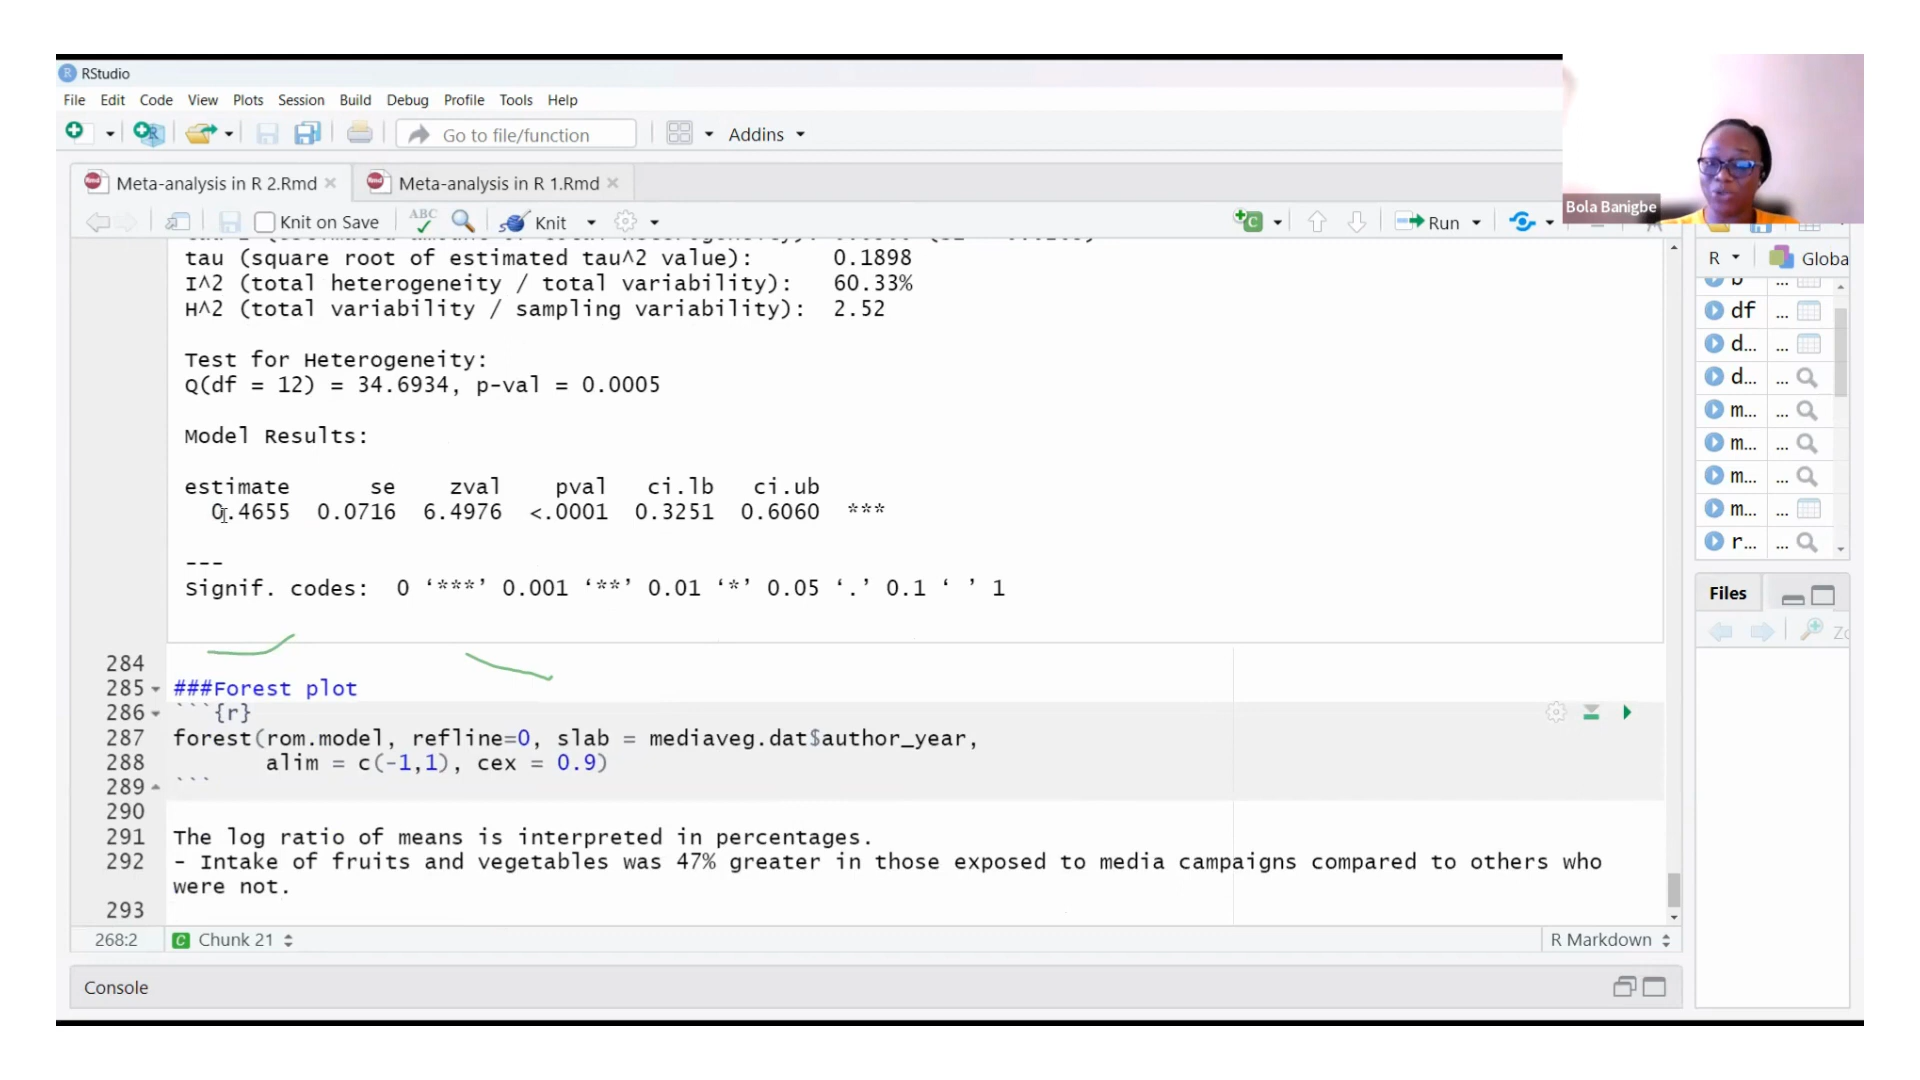 RStudio
File Edit Code View Plots Session Build Debug Profile Tools Help
Go to file/function Addins
Meta-analysis in R 2.Rmd Meta-analysis in R 1.Rmd
Bola Banigbe
Knit on Save ABC Knit Run
tau (square root of estimated tau^2 value): 0.1898
I^2 (total heterogeneity / total variability): 60.33%
H^2 (total variability / sampling variability): 2.52
Test for Heterogeneity:
Q(df = 12) = 34.6934, p-val = 0.0005
Model Results:
estimate se zval pval ci.lb ci.ub
0.4655 0.0716 6.4976 <.0001 0.3251 0.6060 ***
---
Signif. codes: 0 ‘***’ 0.001 ‘**’ 0.01 ‘*’ 0.05 ‘.’ 0.1 ‘ ’ 1
284
285 ###Forest plot
286 ```{r}
287 forest(rom.model, refline=0, slab = mediaveg.dat$author_year,
288 alim = c(-1,1), cex = 0.9)
289 ```
290
291 The log ratio of means is interpreted in percentages.
292 - Intake of fruits and vegetables was 47% greater in those exposed to media campaigns compared to others who
were not.
293
268:2 Chunk 21 R Markdown
Console
R Globa
df ...
d... ...
d... ...
m... ...
m... ...
m... ...
m... ...
r... ...
Files